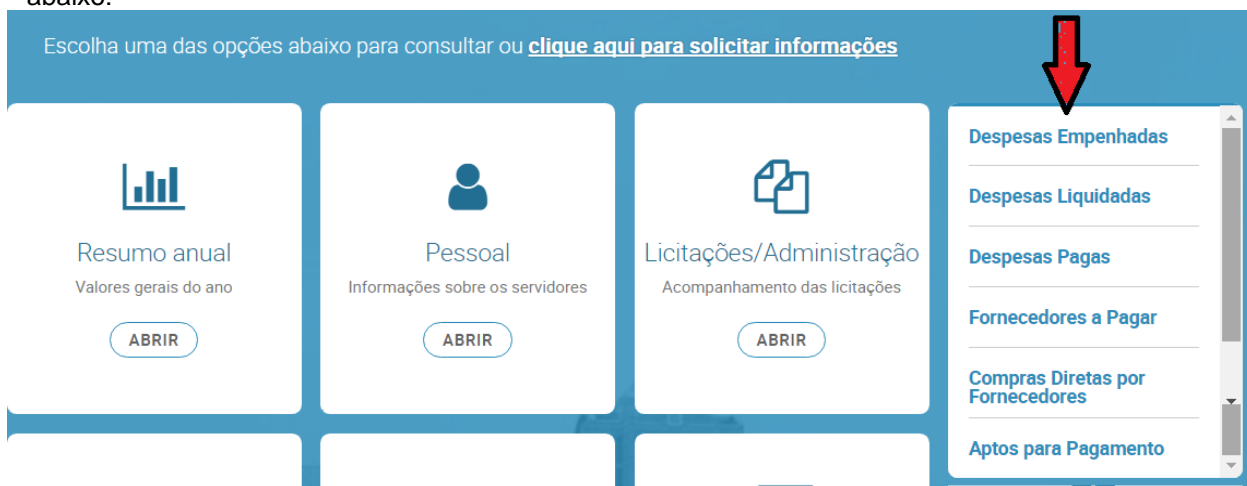 abaixo.
Escolha uma das opções abaixo para consultar ou clique aqui para solicitar informações
Resumo anual
Valores gerais do ano
ABRIR
Pessoal
Informações sobre os servidores
ABRIR
Licitações/Administração
Acompanhamento das licitações
ABRIR
Despesas Empenhadas
Despesas Liquidadas
Despesas Pagas
Fornecedores a Pagar
Compras Diretas por
Fornecedores
Aptos para Pagamento